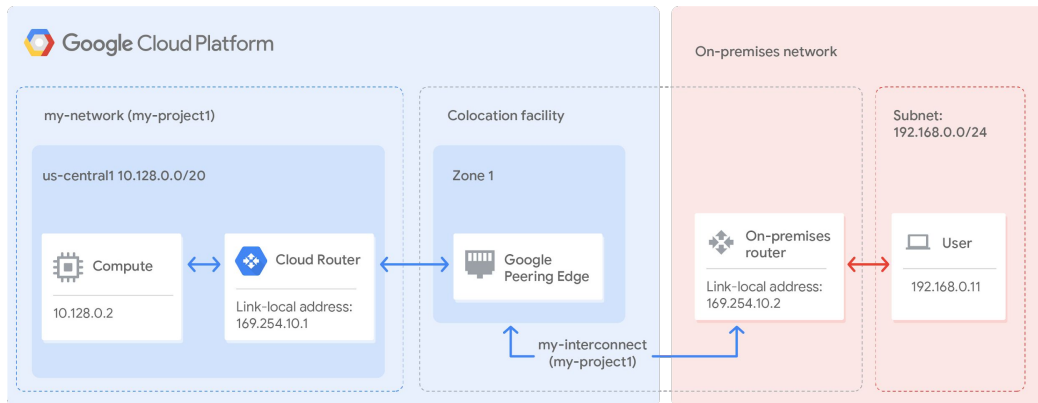 Google Cloud Platform
On-premises network
my-network (my-project1)
Colocation facility
Subnet:
192.168.0.0/24
us-central1 10.128.0.0/20
Zone 1
Compute
10.128.0.2
Cloud Router
Link-local address:
169.254.10.1
Google
Peering Edge
On-premises
router
Link-local address:
169.254.10.2
User
192.168.0.11
my-interconnect
(my-project1)